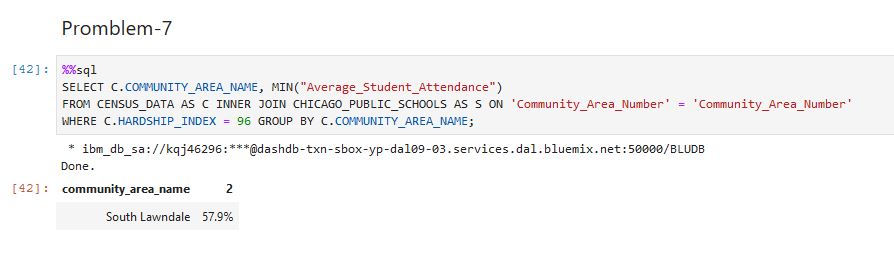 Promblem-7
[42]: %%sql
SELECT C.COMMUNITY_AREA_NAME, MIN("Average_Student_Attendance")
FROM CENSUS_DATA AS C INNER JOIN CHICAGO_PUBLIC_SCHOOLS AS S ON 'Community_Area_Number' = 'Community_Area_Number'
WHERE C.HARDSHIP_INDEX = 96 GROUP BY C.COMMUNITY_AREA_NAME;
* ibm_db_sa://kqj46296:***@dashdb-txn-sbox-yp-dal09-03.services.dal.bluemix.net:50000/BLUDB
Done.
[42]: community_area_name 2
South Lawndale 57.9%